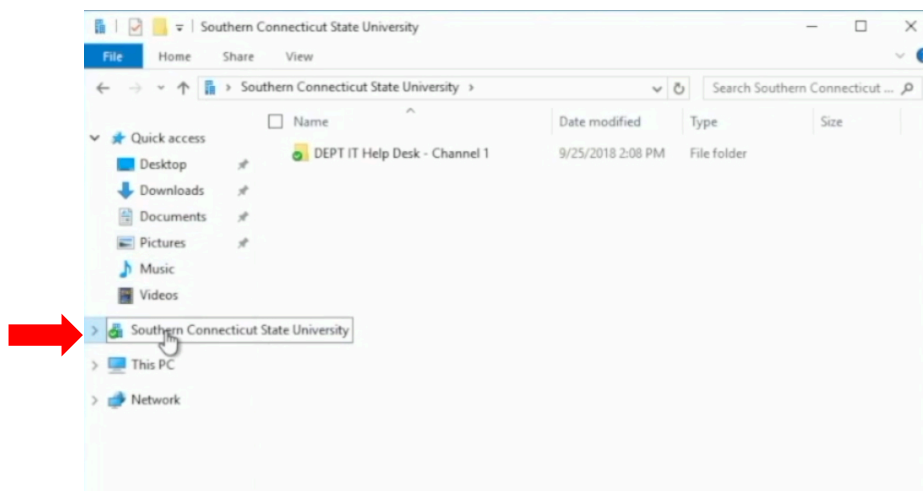 Southern Connecticut State University
File Home Share View
Southern Connecticut State University
Search Southern Connecticut ...
Name Date modified Type Size
Quick access
DEPT IT Help Desk - Channel 1 9/25/2018 2:08 PM File folder
Desktop
Downloads
Documents
Pictures
Music
Videos
Southern Connecticut State University
This PC
Network